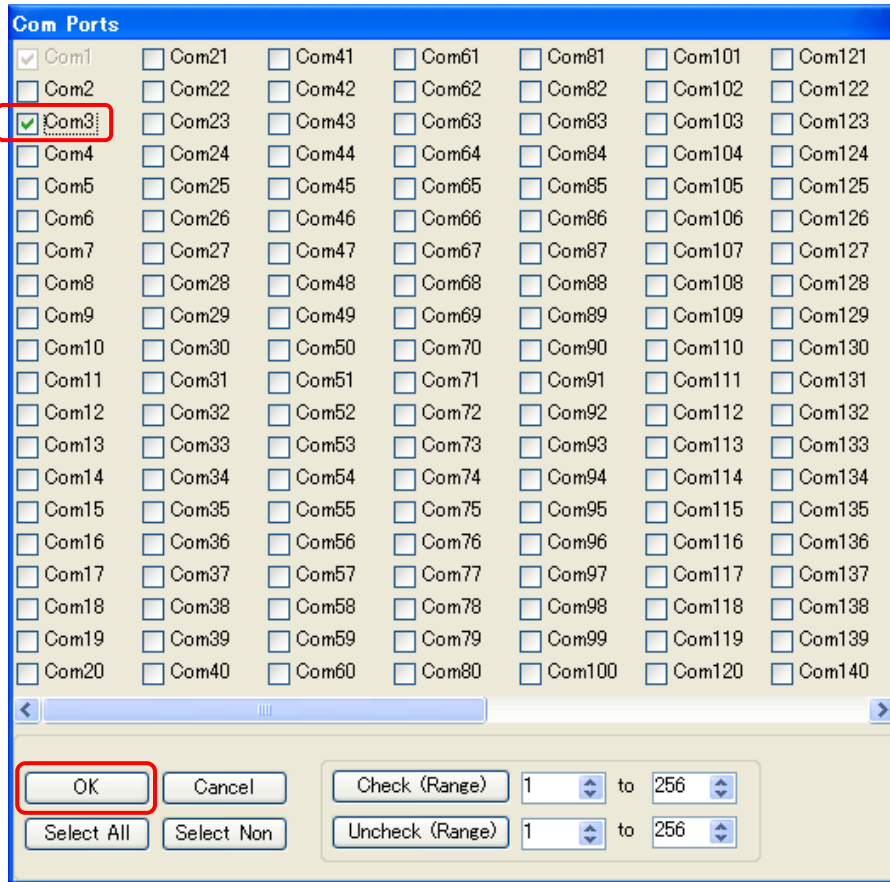 Com Ports
Com1 Com21 Com41 Com61 Com81 Com101 Com121
Com2 Com22 Com42 Com62 Com82 Com102 Com122
Com3 Com23 Com43 Com63 Com83 Com103 Com123
Com4 Com24 Com44 Com64 Com84 Com104 Com124
Com5 Com25 Com45 Com65 Com85 Com105 Com125
Com6 Com26 Com46 Com66 Com86 Com106 Com126
Com7 Com27 Com47 Com67 Com87 Com107 Com127
Com8 Com28 Com48 Com68 Com88 Com108 Com128
Com9 Com29 Com49 Com69 Com89 Com109 Com129
Com10 Com30 Com50 Com70 Com90 Com110 Com130
Com11 Com31 Com51 Com71 Com91 Com111 Com131
Com12 Com32 Com52 Com72 Com92 Com112 Com132
Com13 Com33 Com53 Com73 Com93 Com113 Com133
Com14 Com34 Com54 Com74 Com94 Com114 Com134
Com15 Com35 Com55 Com75 Com95 Com115 Com135
Com16 Com36 Com56 Com76 Com96 Com116 Com136
Com17 Com37 Com57 Com77 Com97 Com117 Com137
Com18 Com38 Com58 Com78 Com98 Com118 Com138
Com19 Com39 Com59 Com79 Com99 Com119 Com139
Com20 Com40 Com60 Com80 Com100 Com120 Com140
OK Cancel Check (Range) 1 to 256
Select All Select Non Uncheck (Range) 1 to 256